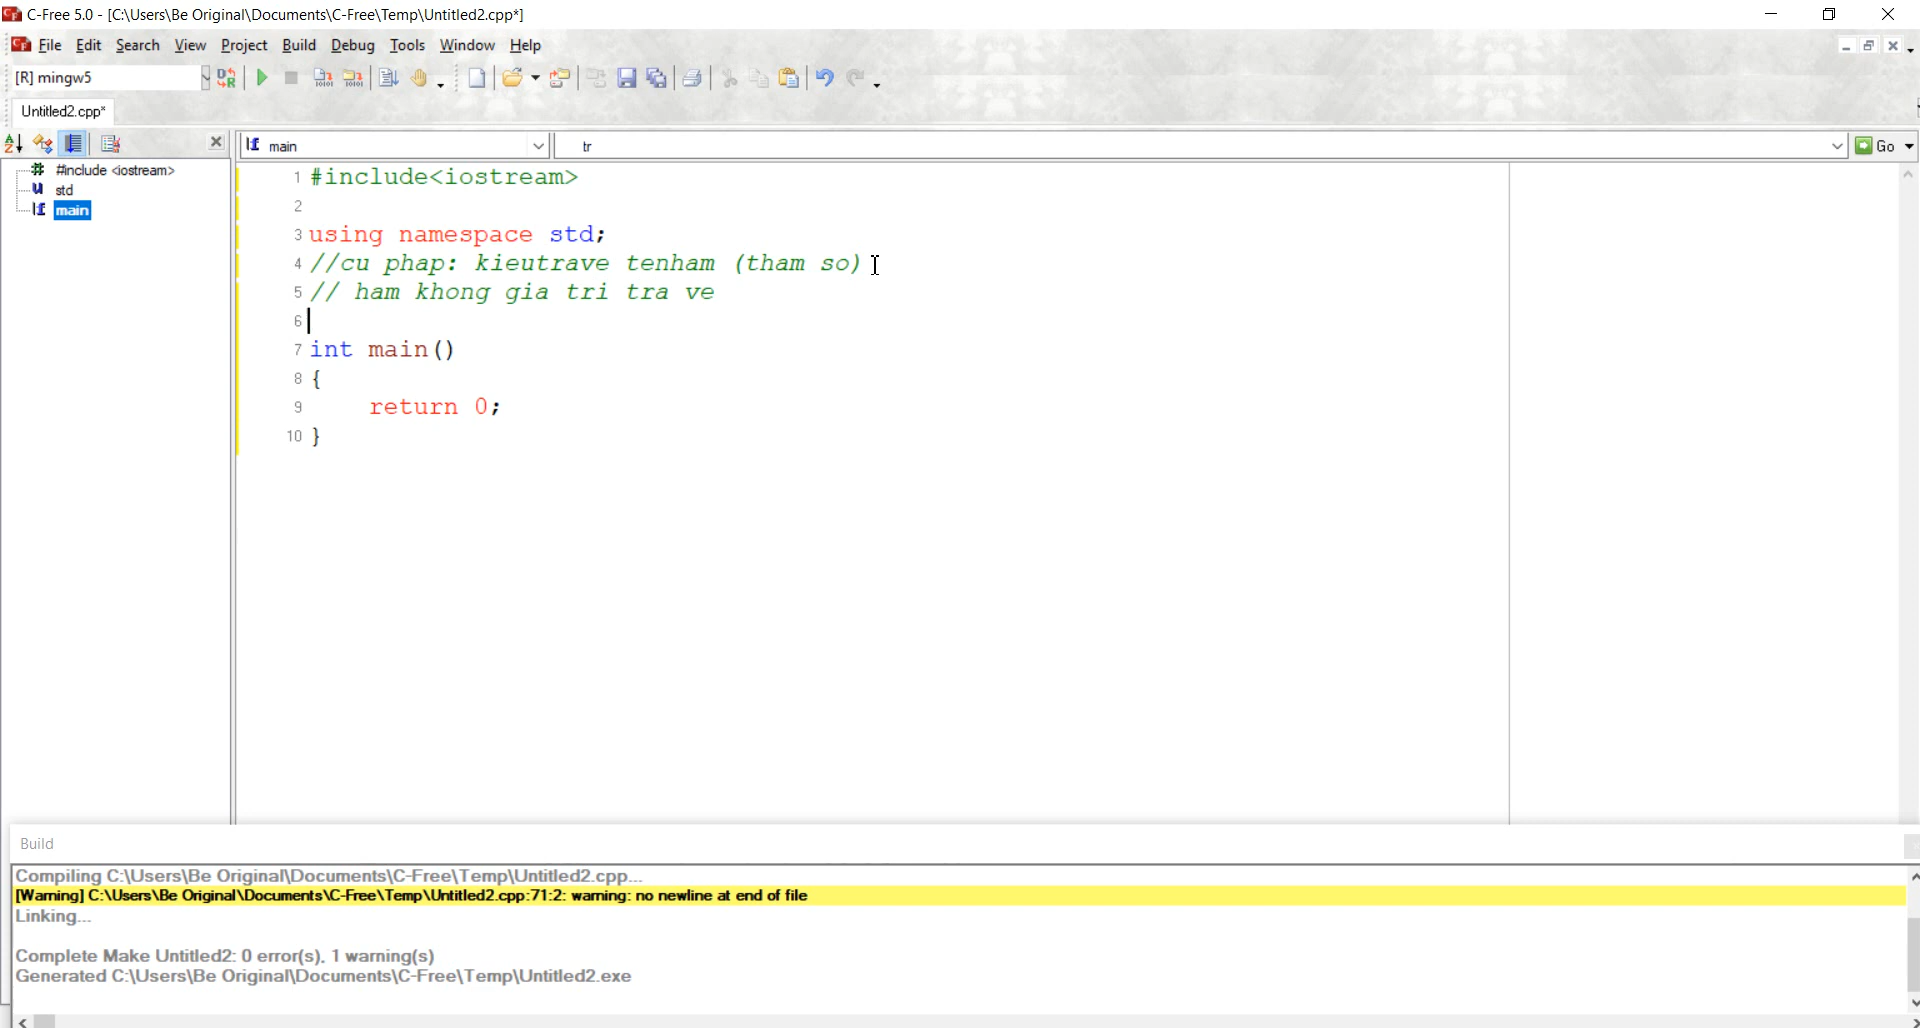 C-Free 5.0 - [C:\Users\Be Original\Documents\C-Free\Temp\Untitled2.cpp*]
File Edit Search View Project Build Debug Tools Window Help
[R] mingw5
Untitled2.cpp*
main
tr
Go
#include <iostream>
std
main
1 #include<iostream>
2
3 using namespace std;
4 //cu phap: kieutrave tenham (tham so)
5 // ham khong gia tri tra ve
6
7 int main()
8 {
9 return 0;
10 }
Build
Compiling C:\Users\Be Original\Documents\C-Free\Temp\Untitled2.cpp...
[Warning] C:\Users\Be Original\Documents\C-Free\Temp\Untitled2.cpp:71:2: warning: no newline at end of file
Linking...
Complete Make Untitled2: 0 error(s), 1 warning(s)
Generated C:\Users\Be Original\Documents\C-Free\Temp\Untitled2.exe